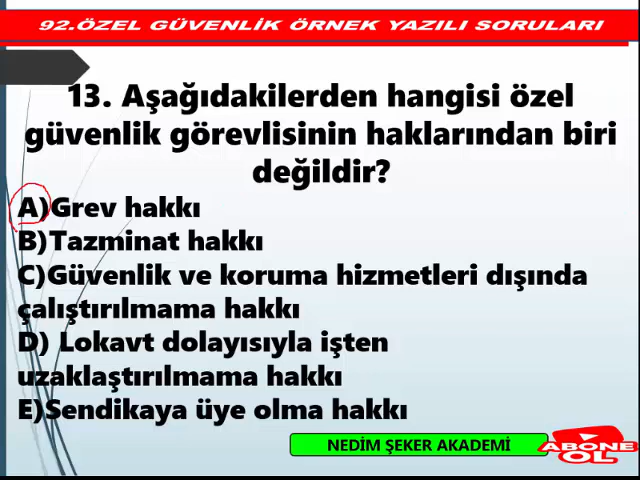 92.ÖZEL GÜVENLİK ÖRNEK YAZILI SORULARI
13. Aşağıdakilerden hangisi özel
güvenlik görevlisinin haklarından biri
değildir?
A)Grev hakkı
B)Tazminat hakkı
C)Güvenlik ve koruma hizmetleri dışında
çalıştırılmama hakkı
D) Lokavt dolayısıyla işten
uzaklaştırılmama hakkı
E)Sendikaya üye olma hakkı
NEDİM ŞEKER AKADEMİ
ABONE
OL